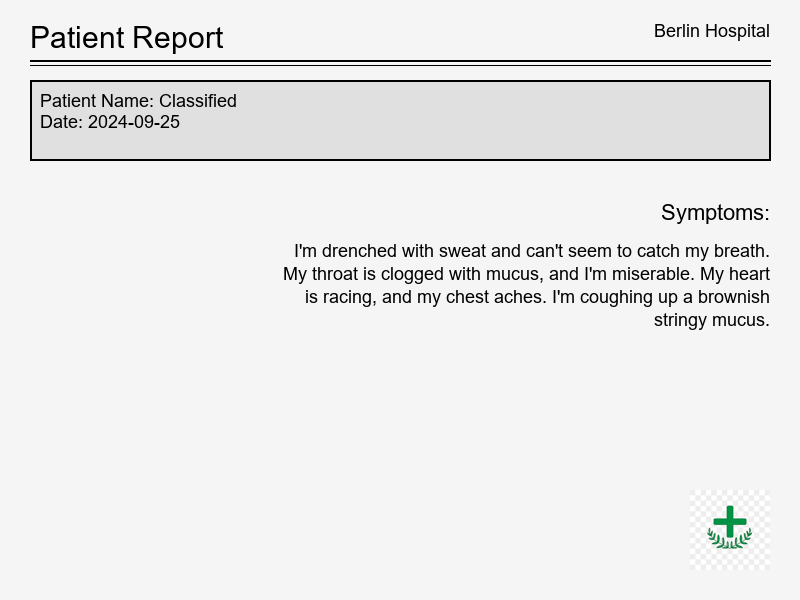 Patient Report
Berlin Hospital
Patient Name: Classified
Date: 2024-09-25
Symptoms:
I'm drenched with sweat and can't seem to catch my breath.
My throat is clogged with mucus, and I'm miserable. My heart
is racing, and my chest aches. I'm coughing up a brownish
stringy mucus.